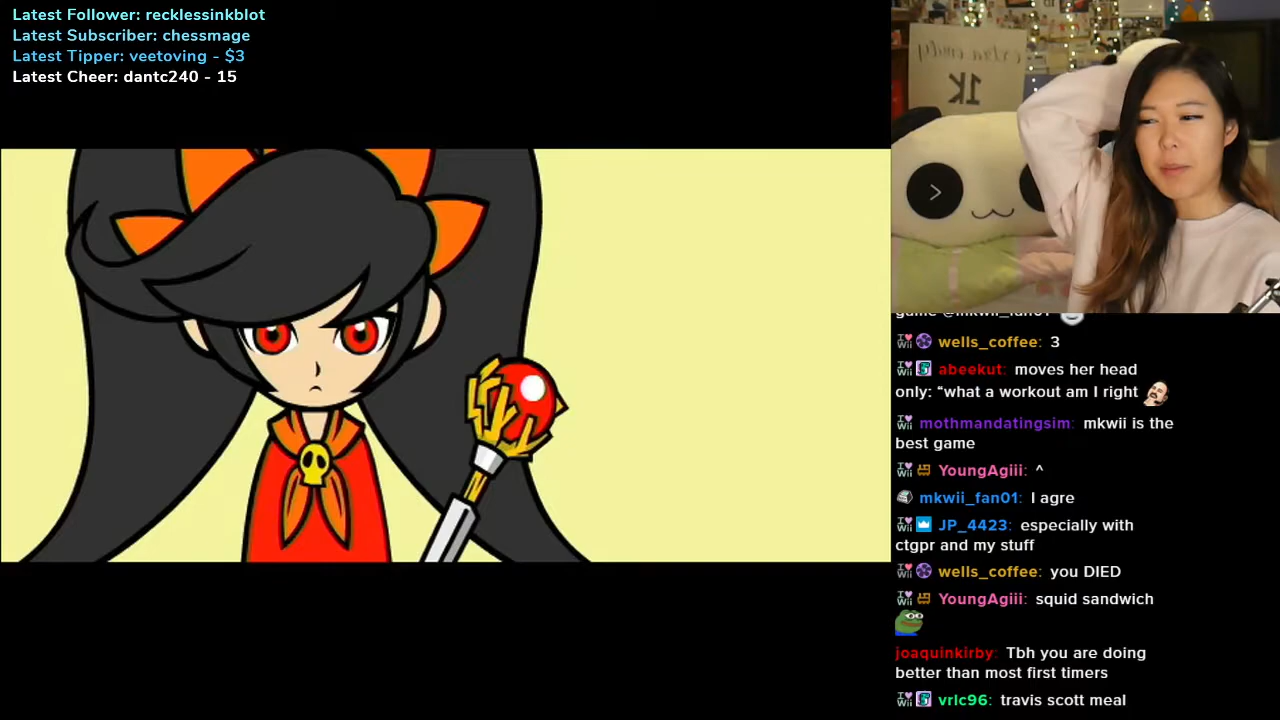 Latest Follower: recklessinkblot
Latest Subscriber: chessmage
Latest Tipper: veetoving - $3
Latest Cheer: dantc240 - 15
1K
wells_coffee: 3
abeekut: moves her head
only: “what a workout am I right
mothmandatingsim: mkwii is the
best game
YoungAgiii: ^
mkwii_fan01: I agre
JP_4423: especially with
ctgpr and my stuff
wells_coffee: you DIED
YoungAgiii: squid sandwich
joaquinkirby: Tbh you are doing
better than most first timers
vrlc96: travis scott meal